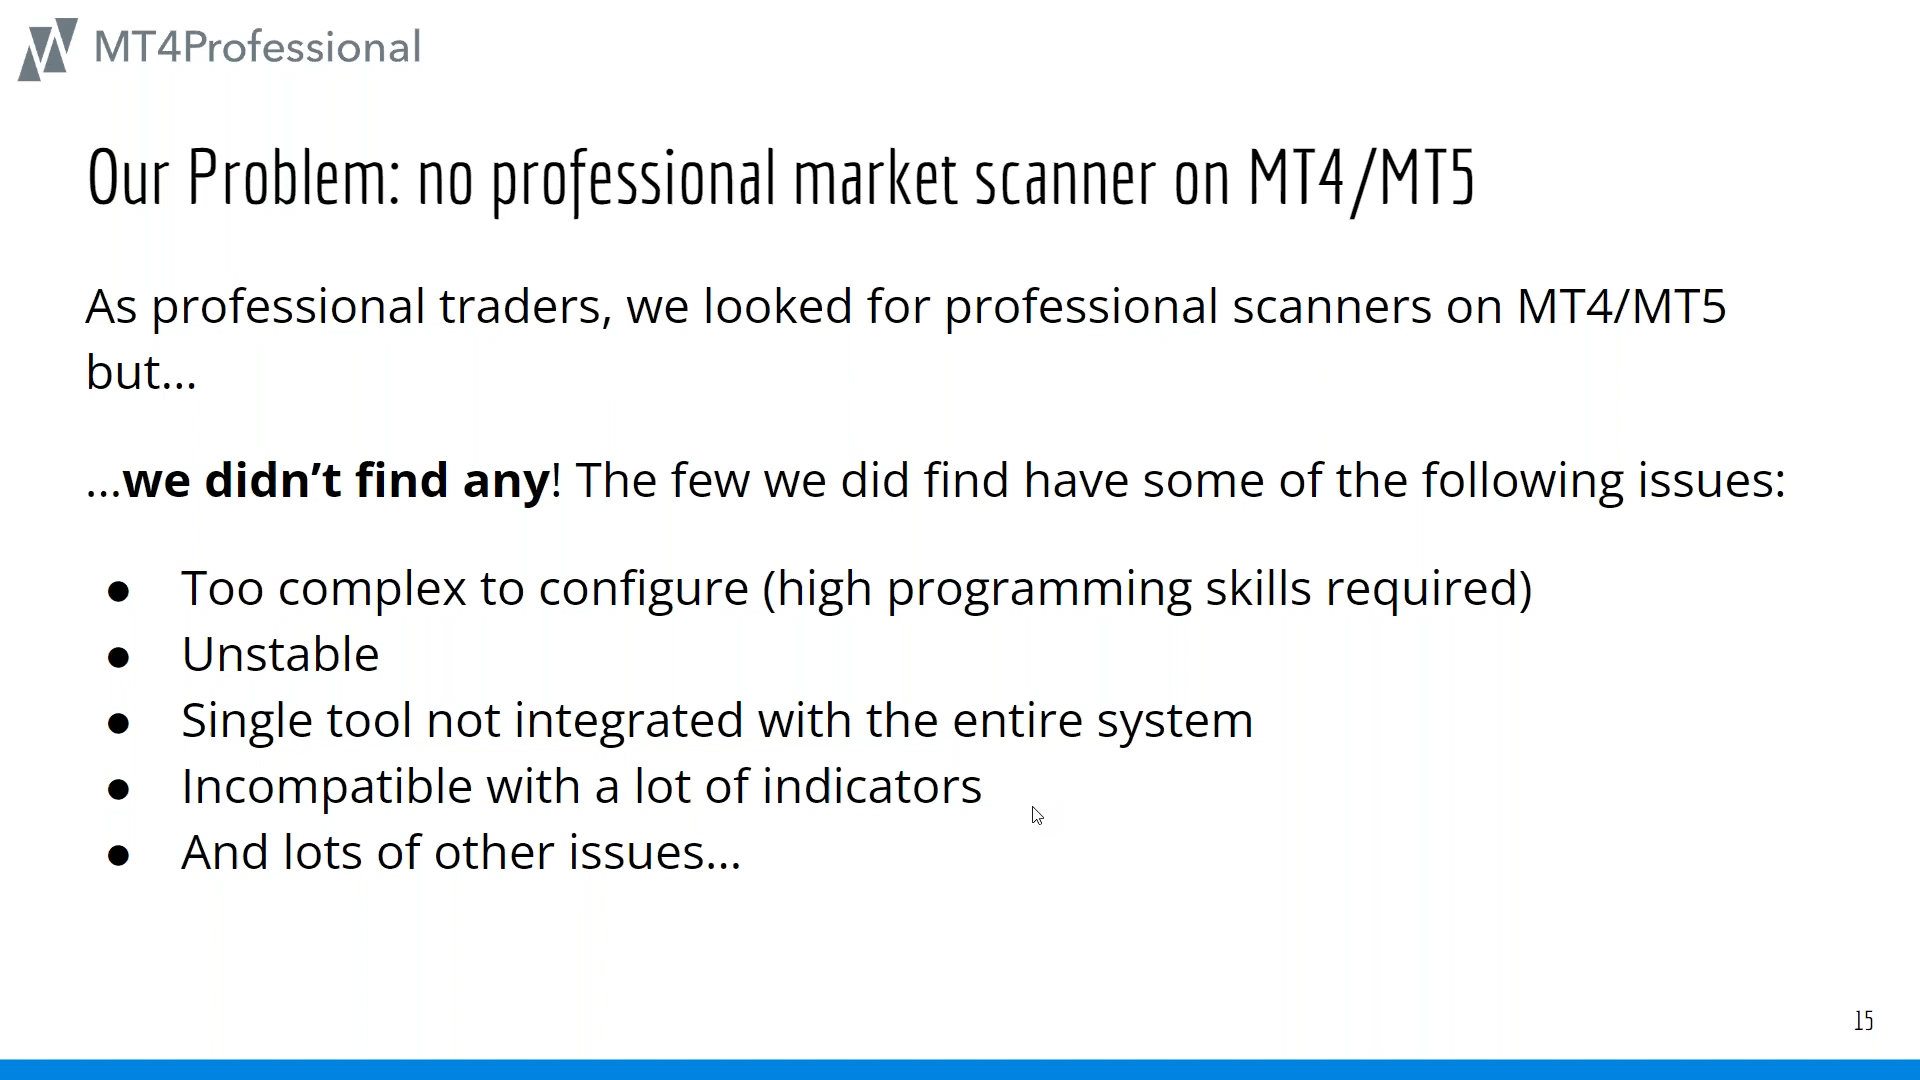 MT4Professional
Our Problem: no professional market scanner on MT4/MT5
As professional traders, we looked for professional scanners on MT4/MT5
but...
...we didn’t find any! The few we did find have some of the following issues:
● Too complex to configure (high programming skills required)
● Unstable
● Single tool not integrated with the entire system
● Incompatible with a lot of indicators
● And lots of other issues...
15